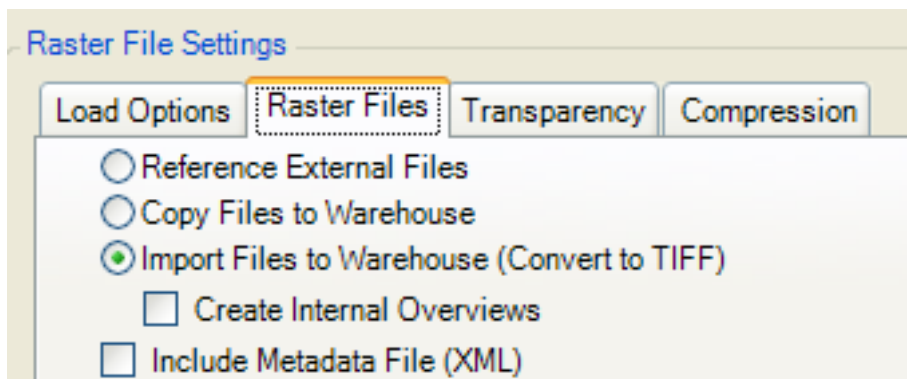 Raster File Settings
Load Options Raster Files Transparency Compression
Reference External Files
Copy Files to Warehouse
Import Files to Warehouse (Convert to TIFF)
Create Internal Overviews
Include Metadata File (XML)